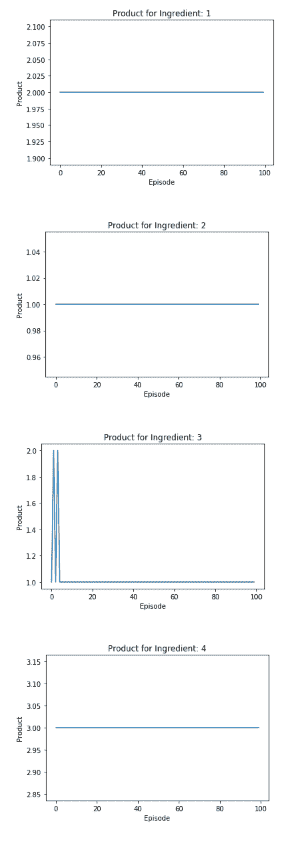 Product for Ingredient: 1
2.100
2.075
2.050
2.025
2.000
1.975
1.950
1.925
1.900
Product
0 20 40 60 80 100
Episode
Product for Ingredient: 2
1.04
1.02
1.00
0.98
0.96
Product
0 20 40 60 80 100
Episode
Product for Ingredient: 3
2.0
1.8
1.6
1.4
1.2
1.0
Product
0 20 40 60 80 100
Episode
Product for Ingredient: 4
3.15
3.10
3.05
3.00
2.95
2.90
2.85
Product
0 20 40 60 80 100
Episode